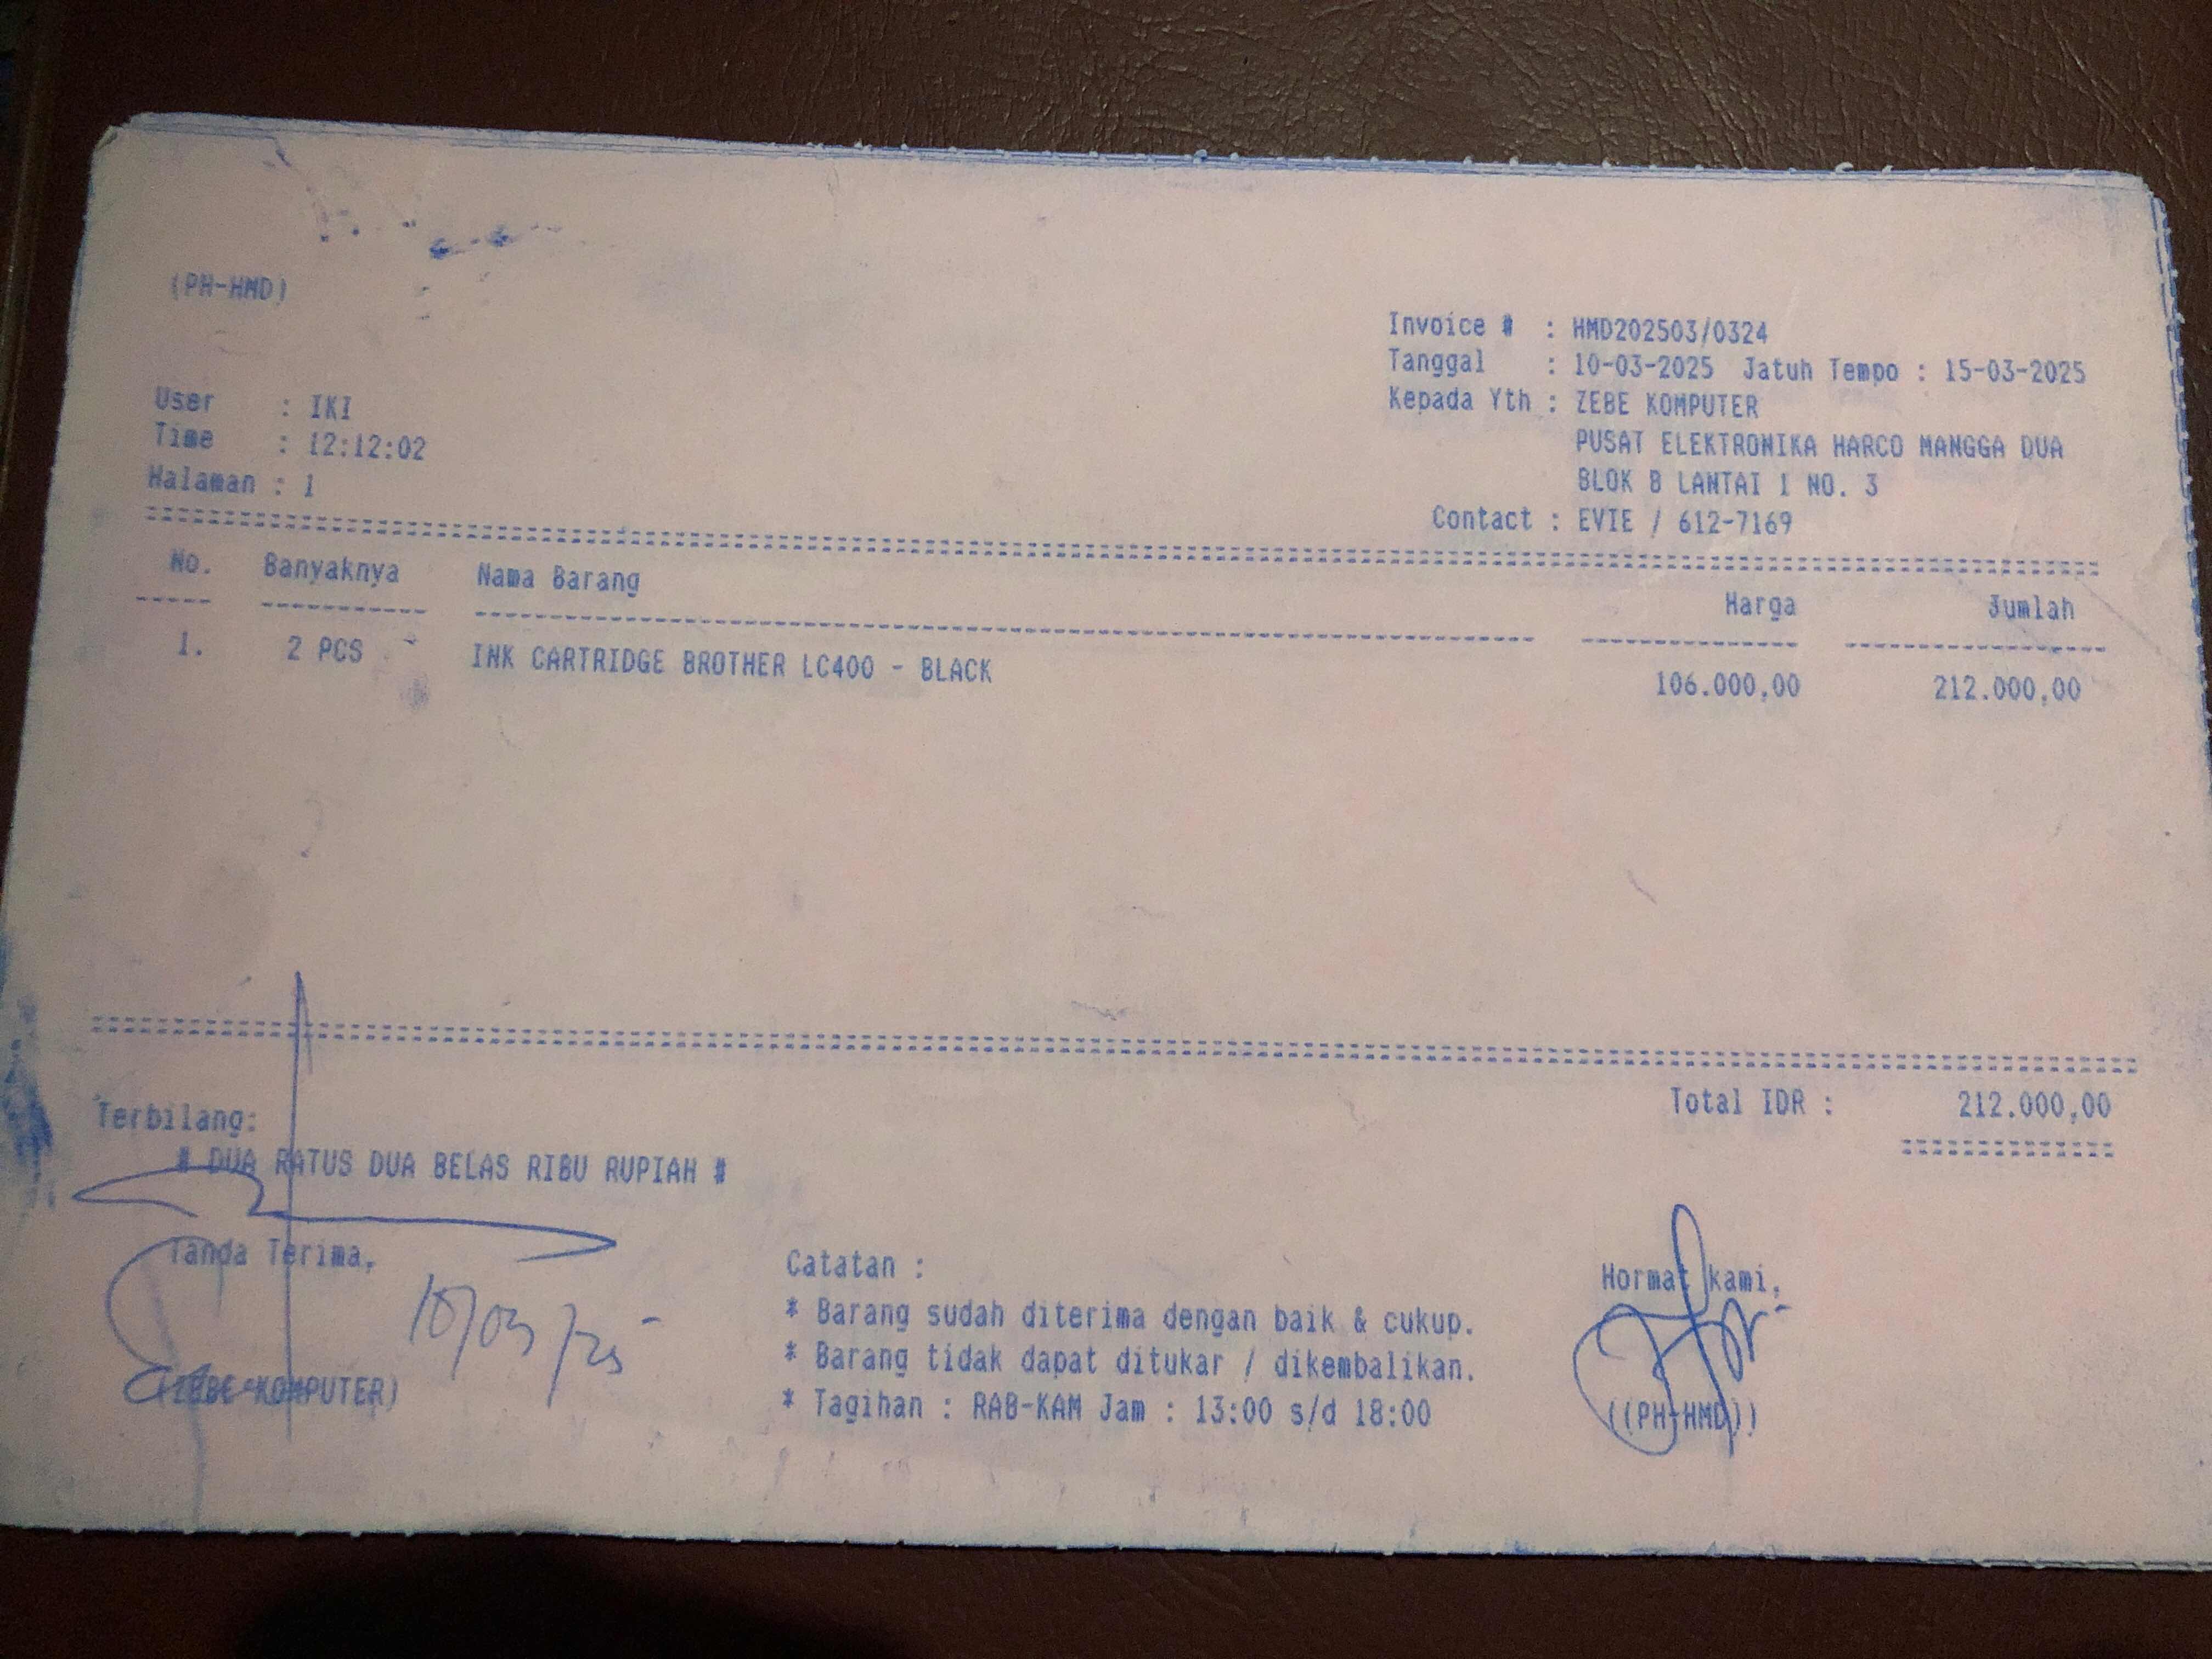 (PH-HMD)
Invoice # : HMD202503/0324
Tanggal : 10-03-2025 Jatuh Tempo : 15-03-2025
Kepada Yth : ZEBE KOMPUTER
PUSAT ELEKTRONIKA HARCO MANGGA DUA
BLOK B LANTAI 1 NO. 3
Contact : EVIE / 612-7169
User : IKI
Time : 12:12:02
Halaman : 1
No. Banyaknya Nama Barang Harga Jumlah
1. 2 PCS INK CARTRIDGE BROTHER LC400 - BLACK 106.000,00 212.000,00
Total IDR : 212.000,00
Terbilang:
# DUA RATUS DUA BELAS RIBU RUPIAH #
Tanda Terima,
10/03/25
(ZEBE KOMPUTER)
Catatan :
* Barang sudah diterima dengan baik & cukup.
* Barang tidak dapat ditukar / dikembalikan.
* Tagihan : RAB-KAM Jam : 13:00 s/d 18:00
Hormat kami,
((PH-HMD))